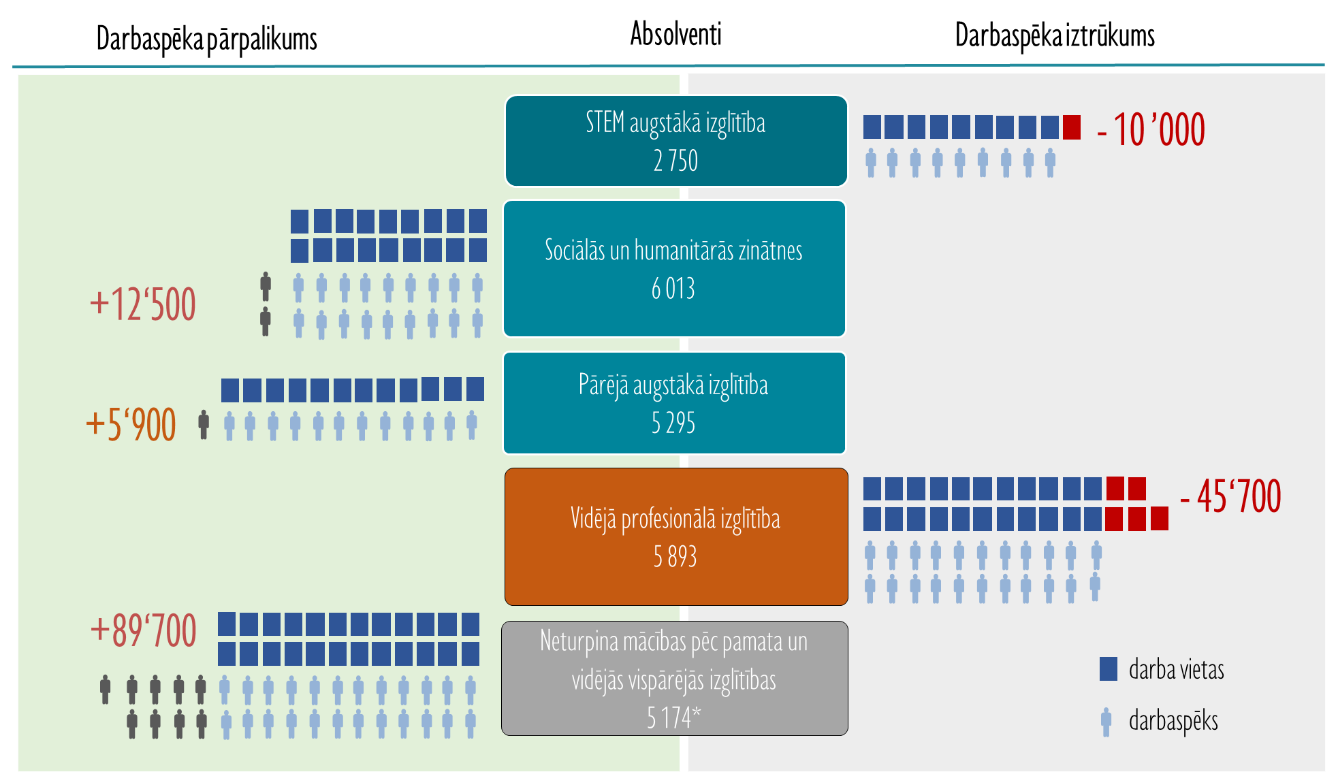 Darbaspēka pārpalikums
Absolventi
Darbaspēka iztrūkums
STEM augstākā izglītība
2 750
- 10 ’000
Sociālās un humanitārās zinātnes
6 013
+12‘500
Pārējā augstākā izglītība
5 295
+5‘900
Vidējā profesionālā izglītība
5 893
- 45‘700
+89‘700
Neturpina mācības pēc pamata un
vidējās vispārējās izglītības
5 174*
darba vietas
darbaspēks